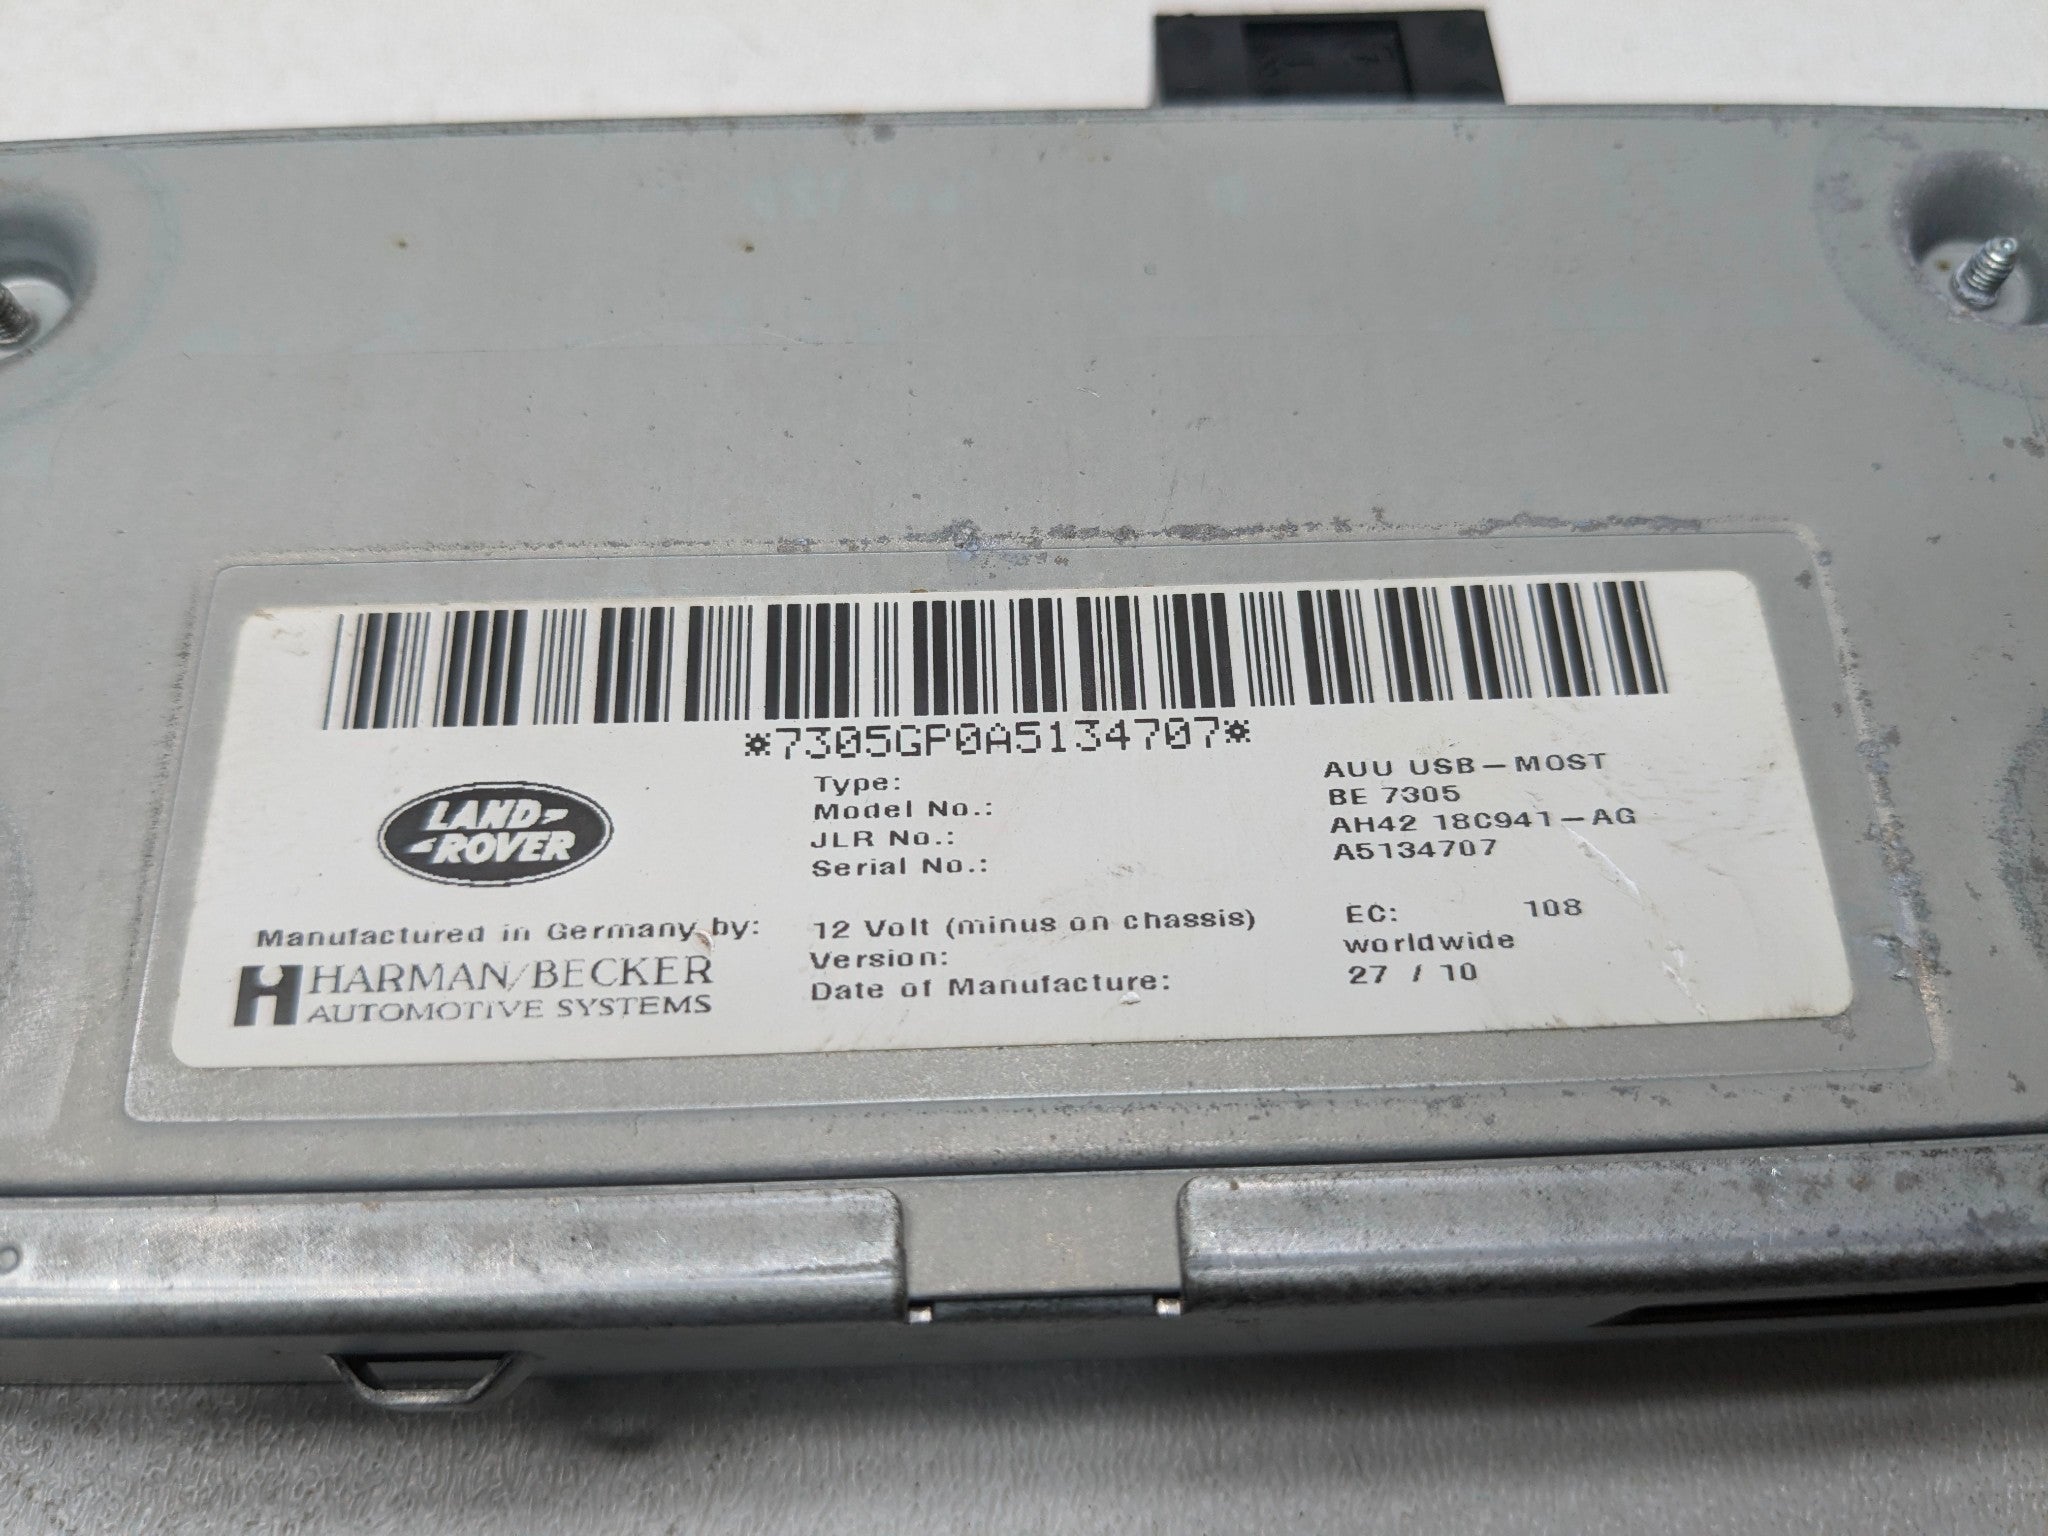 *7305GP0A5134707*
LAND-
-ROVER
Type: AUU USB-MOST
Model No.: BE 7305
JLR No.: AH42 18C941-AG
Serial No.: A5134707
Manufactured in Germany by:
HARMAN/BECKER
AUTOMOTIVE SYSTEMS
12 Volt (minus on chassis) EC: 108
Version: worldwide
Date of Manufacture: 27 / 10